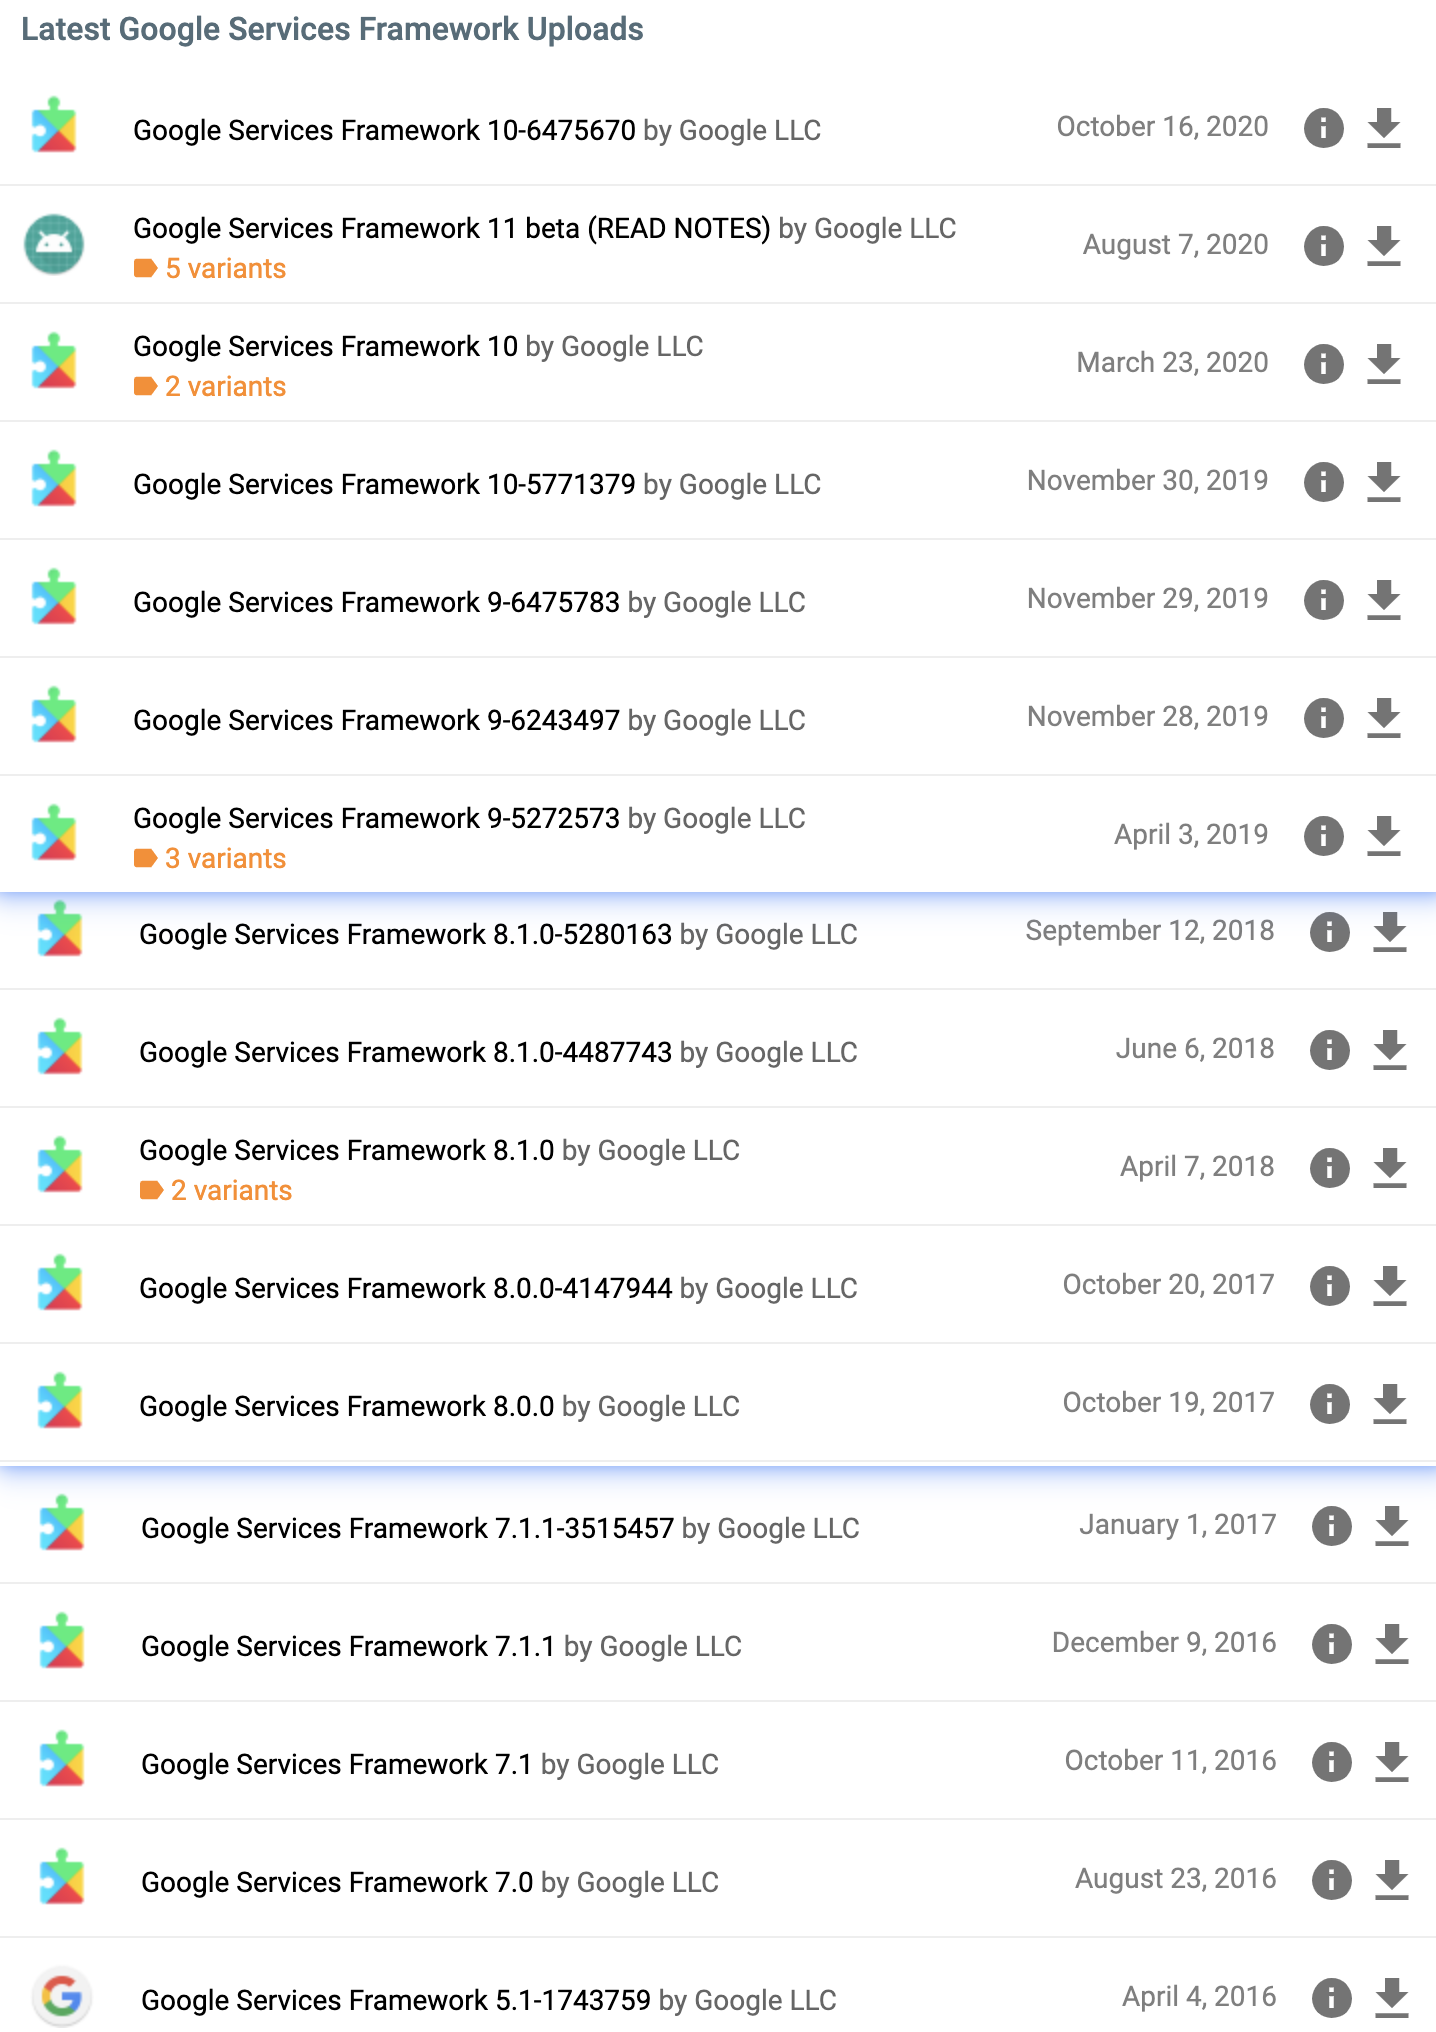 Latest Google Services Framework Uploads
Google Services Framework 10-6475670 by Google LLC October 16, 2020
Google Services Framework 11 beta (READ NOTES) by Google LLC August 7, 2020
5 variants
Google Services Framework 10 by Google LLC March 23, 2020
2 variants
Google Services Framework 10-5771379 by Google LLC November 30, 2019
Google Services Framework 9-6475783 by Google LLC November 29, 2019
Google Services Framework 9-6243497 by Google LLC November 28, 2019
Google Services Framework 9-5272573 by Google LLC April 3, 2019
3 variants
Google Services Framework 8.1.0-5280163 by Google LLC September 12, 2018
Google Services Framework 8.1.0-4487743 by Google LLC June 6, 2018
Google Services Framework 8.1.0 by Google LLC April 7, 2018
2 variants
Google Services Framework 8.0.0-4147944 by Google LLC October 20, 2017
Google Services Framework 8.0.0 by Google LLC October 19, 2017
Google Services Framework 7.1.1-3515457 by Google LLC January 1, 2017
Google Services Framework 7.1.1 by Google LLC December 9, 2016
Google Services Framework 7.1 by Google LLC October 11, 2016
Google Services Framework 7.0 by Google LLC August 23, 2016
Google Services Framework 5.1-1743759 by Google LLC April 4, 2016